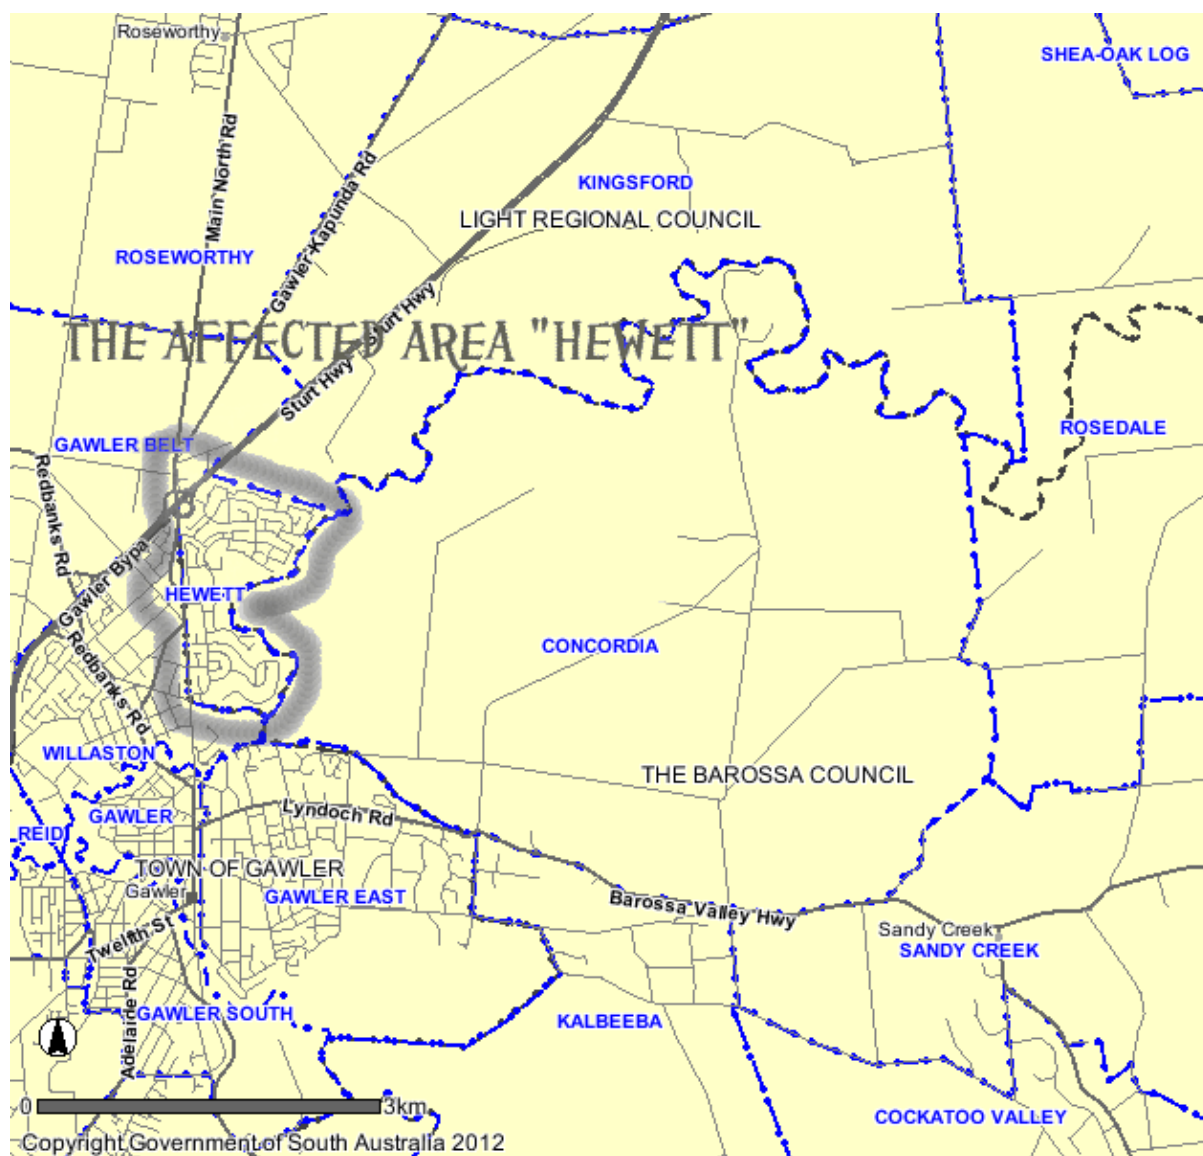 Roseworthy
SHEA-OAK LOG
Main North Rd
Gawler-Kapunda Rd
KINGSFORD
LIGHT REGIONAL COUNCIL
ROSEWORTHY
Sturt Hwy
THE AFFECTED AREA "HEWETT"
Sturt Hwy
ROSEDALE
GAWLER BELT
Redbanks Rd
Gawler Bypa
HEWETT
CONCORDIA
Redbanks Rd
WILLASTON
THE BAROSSA COUNCIL
Lyndoch Rd
GAWLER
REID
TOWN OF GAWLER
Gawler
GAWLER EAST
Barossa Valley Hwy
Twelfth St
Sandy Creek
SANDY CREEK
Adelaide Rd
GAWLER SOUTH
KALBEEBA
0 3km
COCKATOO VALLEY
Copyright Government of South Australia 2012